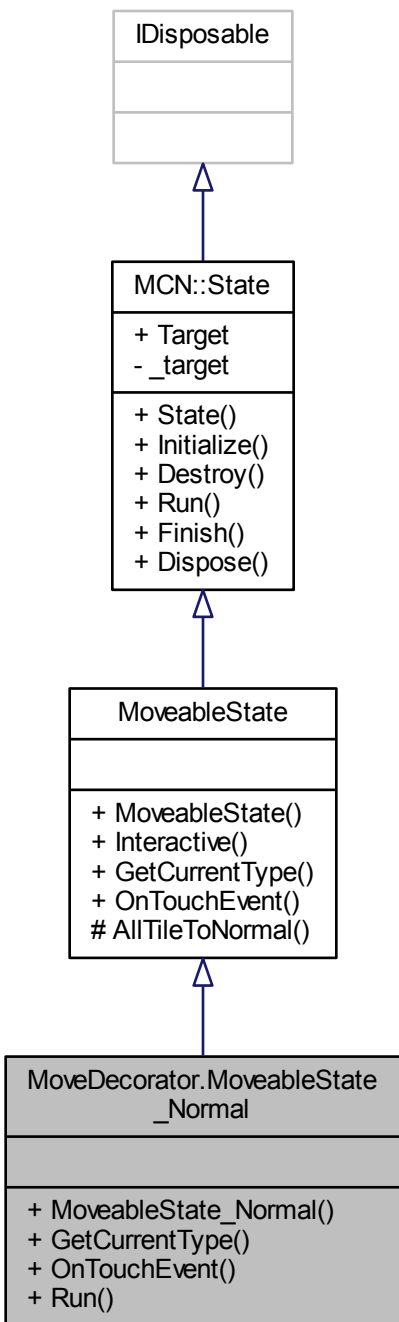 IDisposable
MCN::State
+ Target
- _target
+ State()
+ Initialize()
+ Destroy()
+ Run()
+ Finish()
+ Dispose()
MoveableState
+ MoveableState()
+ Interactive()
+ GetCurrentType()
+ OnTouchEvent()
# AllTileToNormal()
MoveDecorator.MoveableState
_Normal
+ MoveableState_Normal()
+ GetCurrentType()
+ OnTouchEvent()
+ Run()